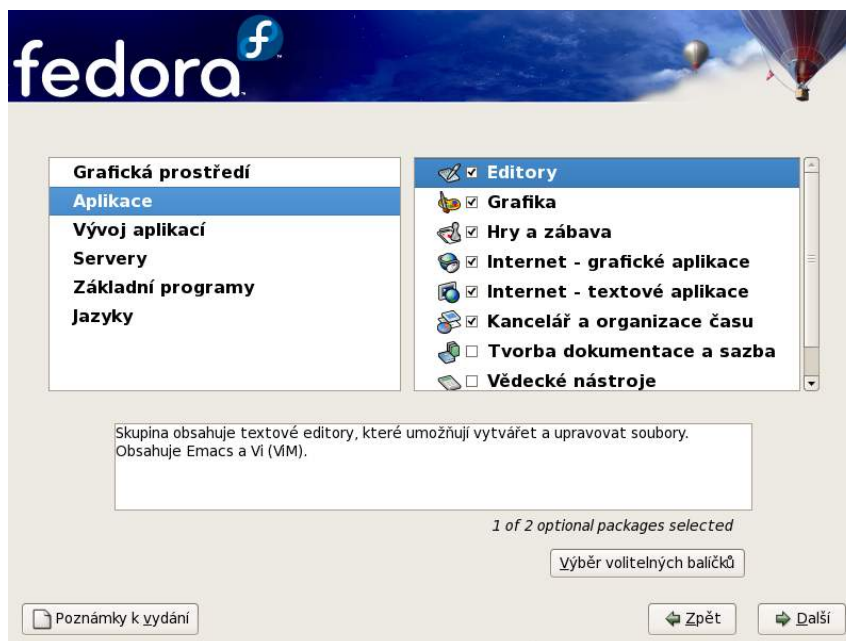 fedora
Grafická prostředí
Aplikace
Vývoj aplikací
Servery
Základní programy
Jazyky
Editory
Grafika
Hry a zábava
Internet - grafické aplikace
Internet - textové aplikace
Kancelář a organizace času
Tvorba dokumentace a sazba
Vědecké nástroje
Skupina obsahuje textové editory, které umožňují vytvářet a upravovat soubory.
Obsahuje Emacs a Vi (ViM).
1 of 2 optional packages selected
Výběr volitelných balíčků
Poznámky k vydání
Zpět
Další